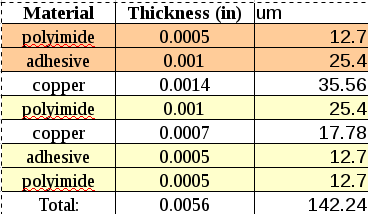 Material Thickness (in) um
polyimide 0.0005 12.7
adhesive 0.001 25.4
copper 0.0014 35.56
polyimide 0.001 25.4
copper 0.0007 17.78
adhesive 0.0005 12.7
polyimide 0.0005 12.7
Total: 0.0056 142.24